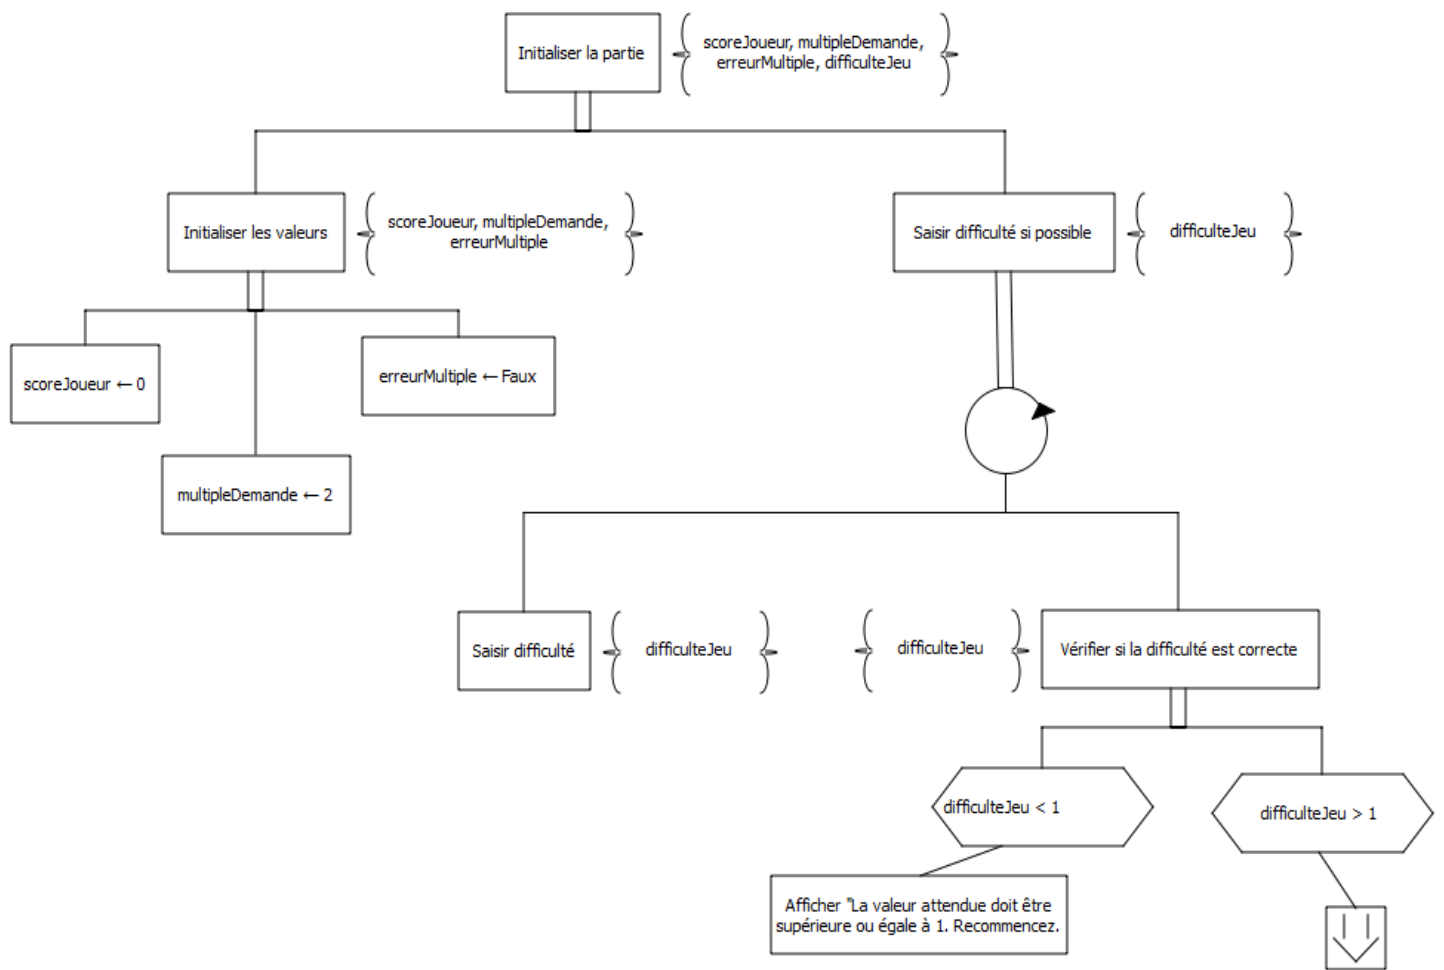 Initialiser la partie
scoreJoueur, multipleDemande,
erreurMultiple, difficulteJeu
Initialiser les valeurs
scoreJoueur, multipleDemande,
erreurMultiple
Saisir difficulté si possible
difficulteJeu
scoreJoueur ← 0
erreurMultiple ← Faux
multipleDemande ← 2
Saisir difficulté
difficulteJeu
difficulteJeu
Vérifier si la difficulté est correcte
difficulteJeu < 1
difficulteJeu > 1
Afficher "La valeur attendue doit être
supérieure ou égale à 1. Recommencez.